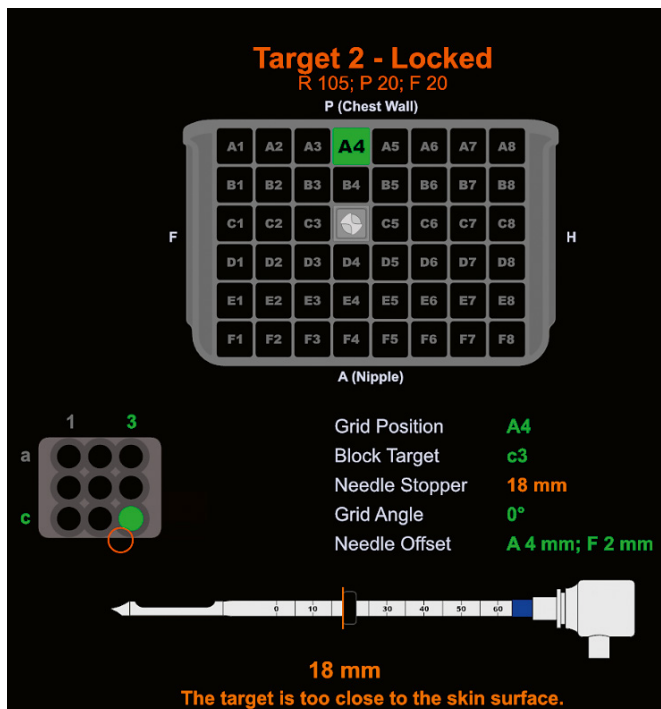 Target 2 - Locked
R 105; P 20; F 20
P (Chest Wall)
A1 A2 A3 A4 A5 A6 A7 A8
B1 B2 B3 B4 B5 B6 B7 B8
C1 C2 C3 C5 C6 C7 C8
F H
D1 D2 D3 D4 D5 D6 D7 D8
E1 E2 E3 E4 E5 E6 E7 E8
F1 F2 F3 F4 F5 F6 F7 F8
A (Nipple)
1 3
a
c
Grid Position A4
Block Target c3
Needle Stopper 18 mm
Grid Angle 0°
Needle Offset A 4 mm; F 2 mm
0 10 30 40 50 60
18 mm
The target is too close to the skin surface.